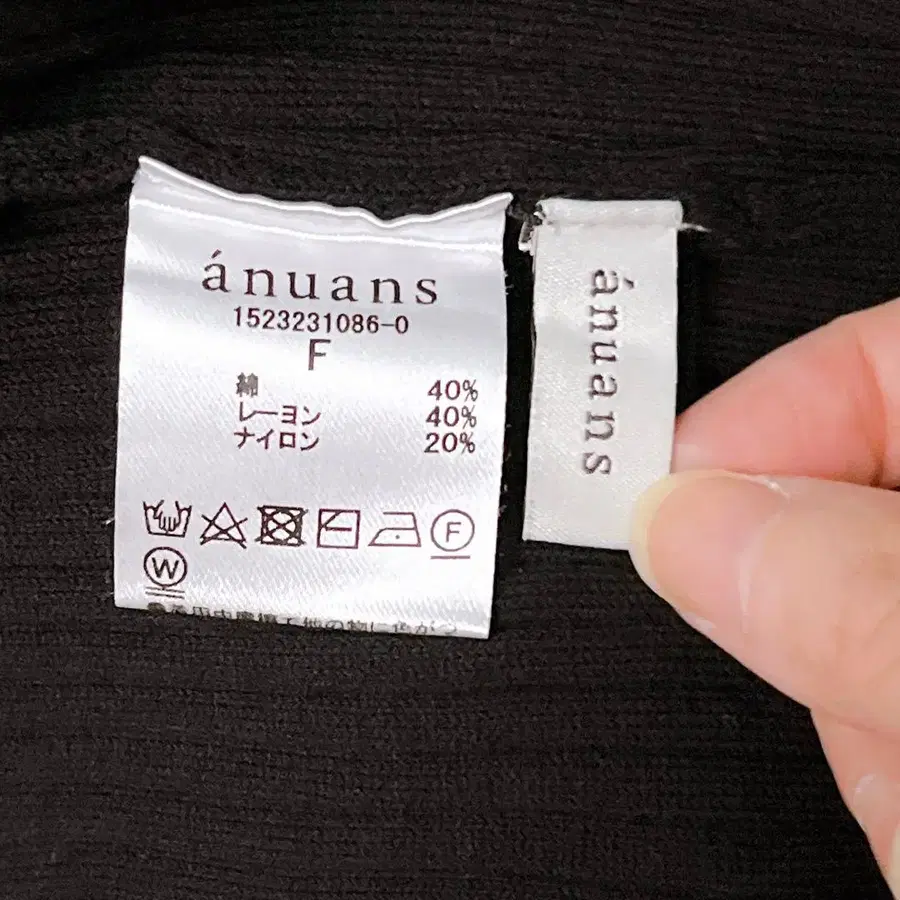 ánuans
1523231086-0
F
綿 40%
レーヨン 40%
ナイロン 20%
F
W
ánuans